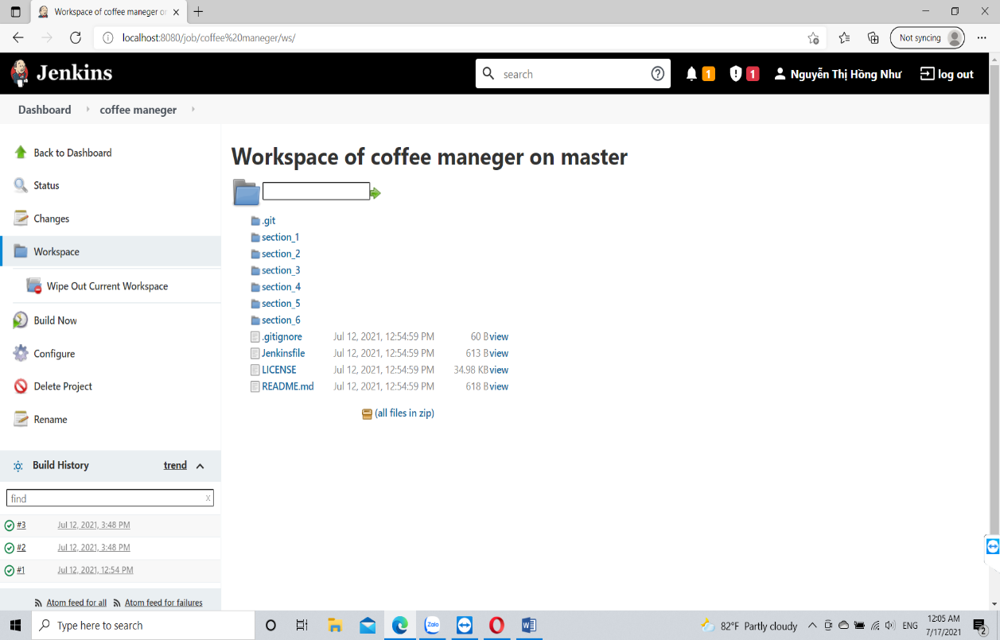 Workspace of coffee maneger on
localhost:8080/job/coffee%20maneger/ws/
Not syncing
Jenkins
search
1
1
Nguyễn Thị Hồng Như
log out
Dashboard
coffee maneger
Back to Dashboard
Status
Changes
Workspace
Wipe Out Current Workspace
Build Now
Configure
Delete Project
Rename
Build History
trend
find
x
#3 Jul 12, 2021, 3:48 PM
#2 Jul 12, 2021, 3:48 PM
#1 Jul 12, 2021, 12:54 PM
Atom feed for all
Atom feed for failures
Workspace of coffee maneger on master
.git
section_1
section_2
section_3
section_4
section_5
section_6
.gitignore Jul 12, 2021, 12:54:59 PM 60 B view
Jenkinsfile Jul 12, 2021, 12:54:59 PM 613 B view
LICENSE Jul 12, 2021, 12:54:59 PM 34.98 KB view
README.md Jul 12, 2021, 12:54:59 PM 618 B view
(all files in zip)
Type here to search
Zalo
82°F Partly cloudy
ENG
12:05 AM
7/17/2021
2